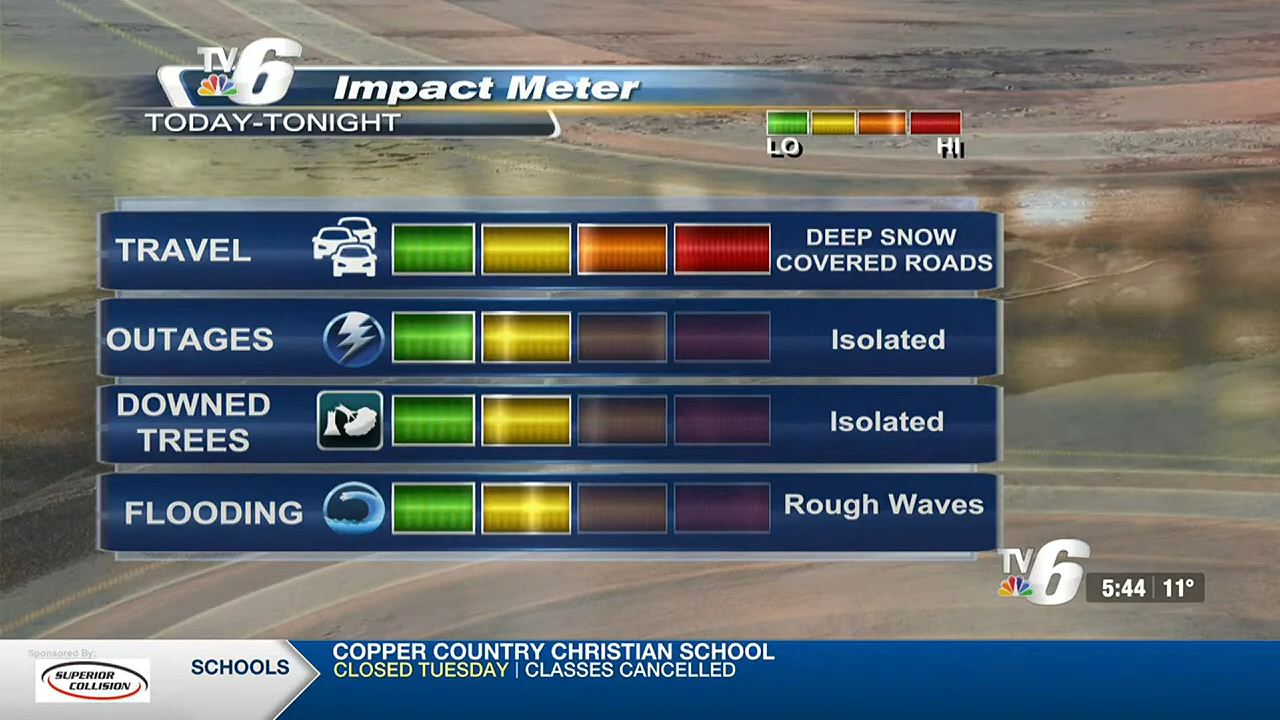 TV6
Impact Meter
TODAY-TONIGHT
LO HI
TRAVEL
DEEP SNOW
COVERED ROADS
OUTAGES
Isolated
DOWNED
TREES
Isolated
FLOODING
Rough Waves
TV6
5:44 | 11°
Sponsored By:
SUPERIOR
COLLISION
SCHOOLS
COPPER COUNTRY CHRISTIAN SCHOOL
CLOSED TUESDAY | CLASSES CANCELLED